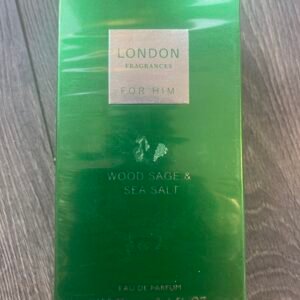 LONDON
FRAGRANCES
FOR HIM
WOOD SAGE &
SEA SALT
EAU DE PARFUM